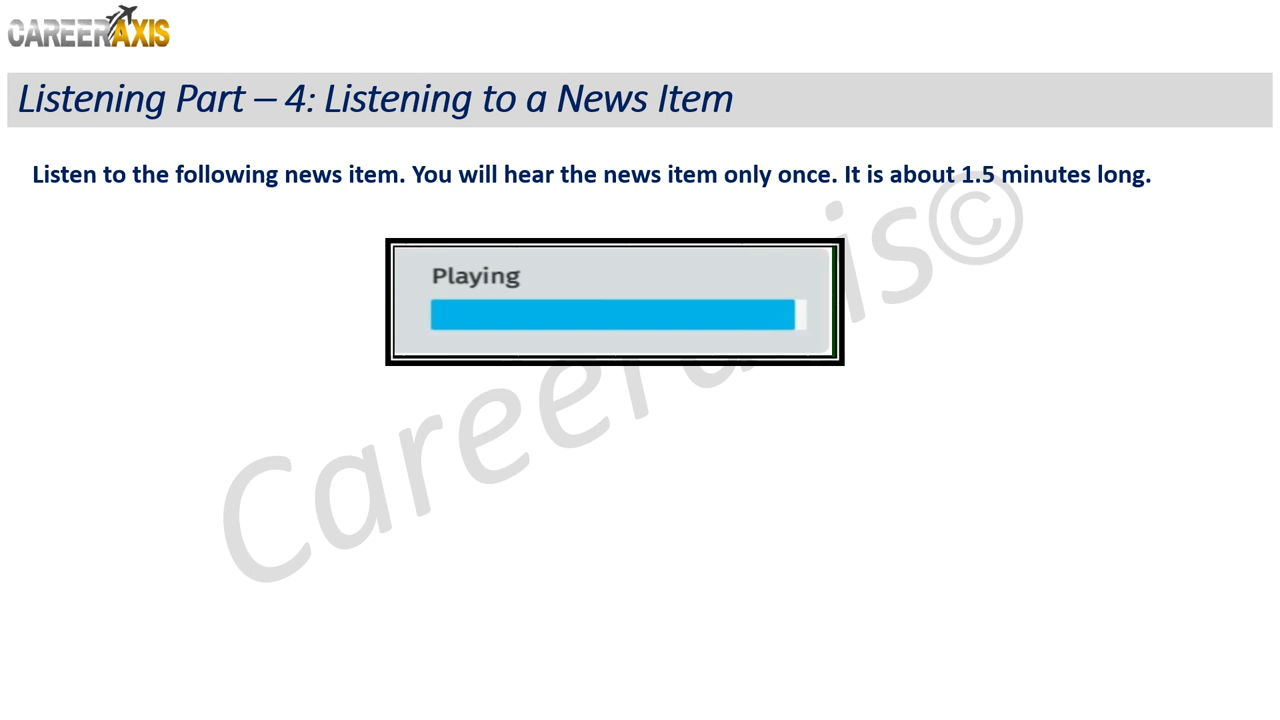 CAREERAXIS
Listening Part – 4: Listening to a News Item
Listen to the following news item. You will hear the news item only once. It is about 1.5 minutes long.
Playing
Careeraxis©